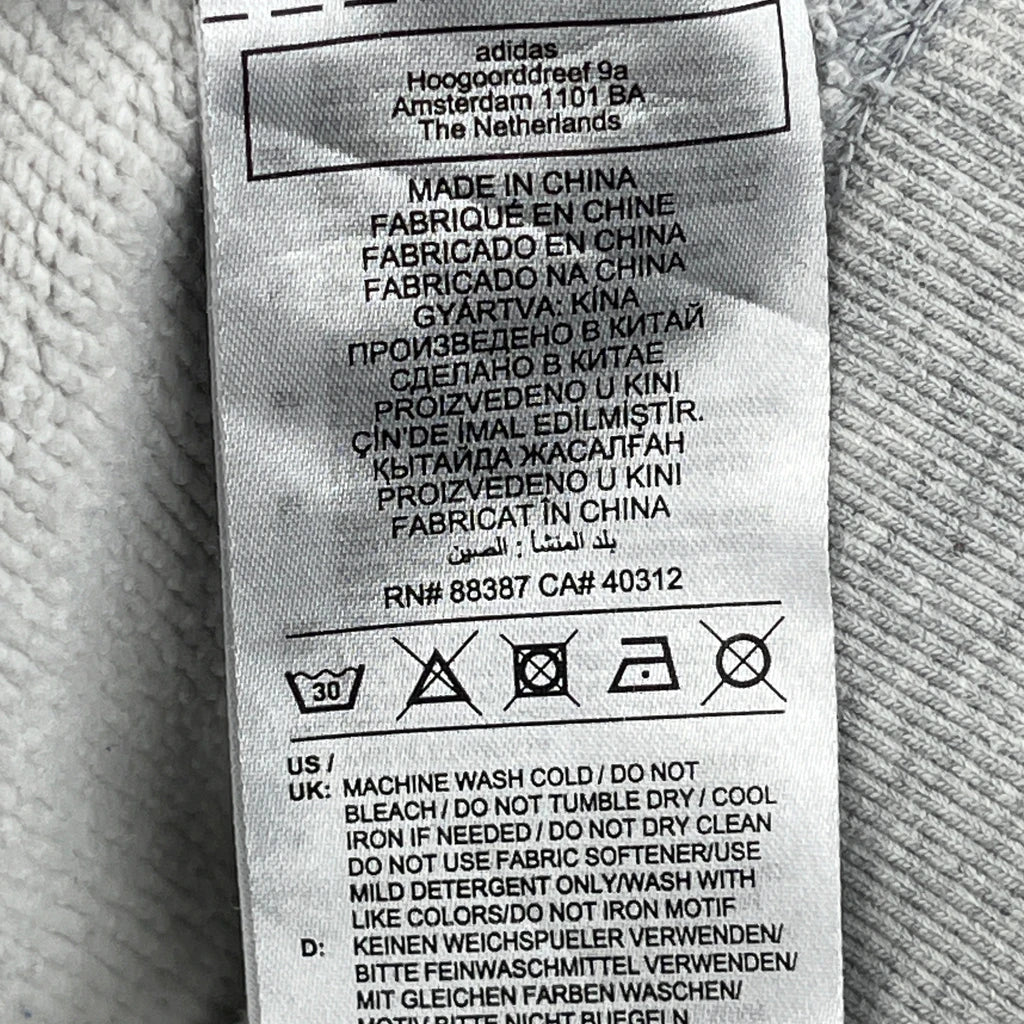 adidas
Hoogoorddreef 9a
Amsterdam 1101 BA
The Netherlands
MADE IN CHINA
FABRIQUÉ EN CHINE
FABRICADO EN CHINA
FABRICADO NA CHINA
GYÁRTVA: KÍNA
ПРОИЗВЕДЕНО В КИТАЙ
СДЕЛАНО В КИТАЕ
PROIZVEDENO U KINI
ÇİN'DE İMAL EDİLMİŞTİR.
ҚЫТАЙДА ЖАСАЛҒАН
PROIZVEDENO U KINI
FABRICAT ÎN CHINA
بلد المنشأ : الصين
RN# 88387 CA# 40312
30
US /
UK: MACHINE WASH COLD / DO NOT
BLEACH / DO NOT TUMBLE DRY / COOL
IRON IF NEEDED / DO NOT DRY CLEAN
DO NOT USE FABRIC SOFTENER/USE
MILD DETERGENT ONLY/WASH WITH
LIKE COLORS/DO NOT IRON MOTIF
D: KEINEN WEICHSPUELER VERWENDEN/
BITTE FEINWASCHMITTEL VERWENDEN/
MIT GLEICHEN FARBEN WASCHEN/
MOTIV BITTE NICHT BUEGELN